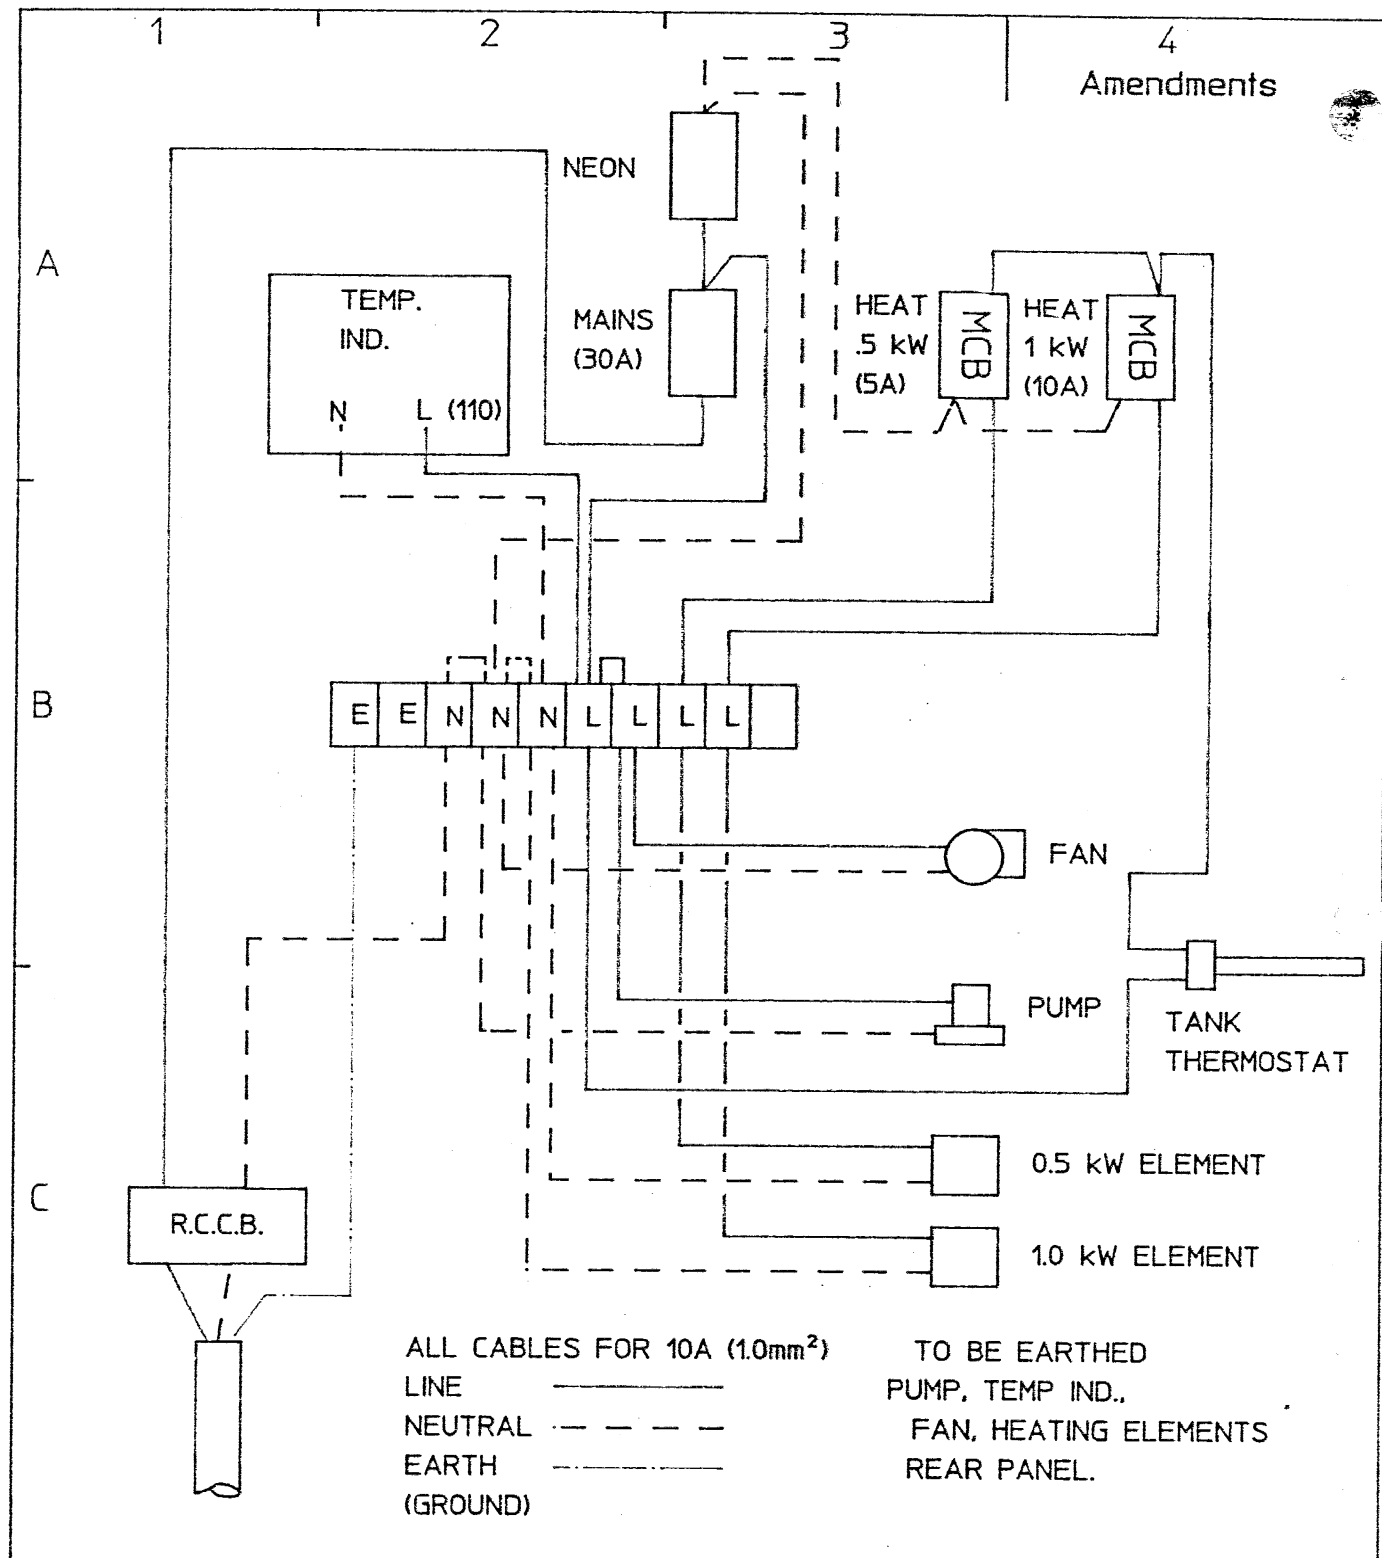 1 2 3 4
Amendments
NEON
A
TEMP.
IND.
N L (110)
MAINS
(30A)
HEAT
.5 kW
(5A)
MCB
HEAT
1 kW
(10A)
MCB
B
E E N N N L L L L
FAN
PUMP
TANK
THERMOSTAT
C
R.C.C.B.
0.5 kW ELEMENT
1.0 kW ELEMENT
ALL CABLES FOR 10A (1.0mm²)
LINE
NEUTRAL
EARTH
(GROUND)
TO BE EARTHED
PUMP, TEMP IND.,
FAN, HEATING ELEMENTS
REAR PANEL.